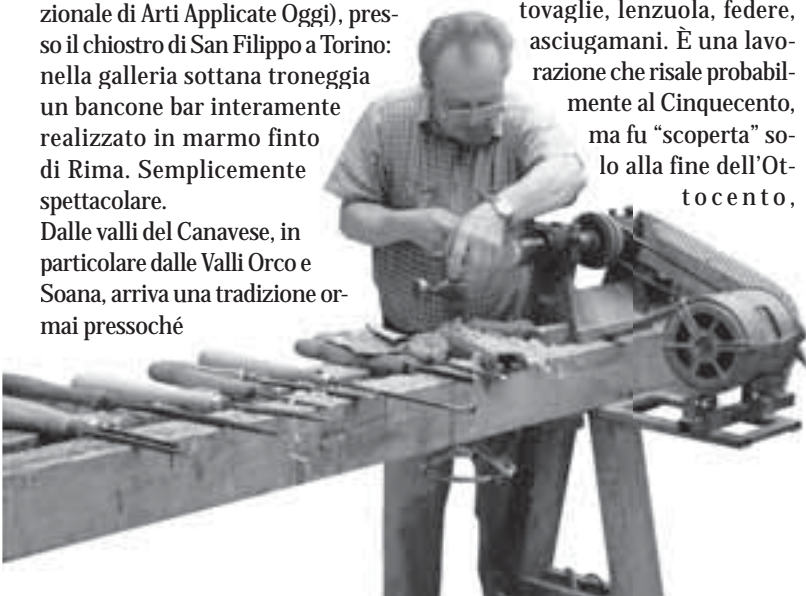 zionale di Arti Applicate Oggi), pres-
so il chiostro di San Filippo a Torino:
nella galleria sottana troneggia
un bancone bar interamente
realizzato in marmo finto
di Rima. Semplicemente
spettacolare.
Dalle valli del Canavese, in
particolare dalle Valli Orco e
Soana, arriva una tradizione or-
mai pressoché
tovaglie, lenzuola, federe,
asciugamani. È una lavo-
razione che risale probabil-
mente al Cinquecento,
ma fu “scoperta” so-
lo alla fine dell’Ot-
tocento,